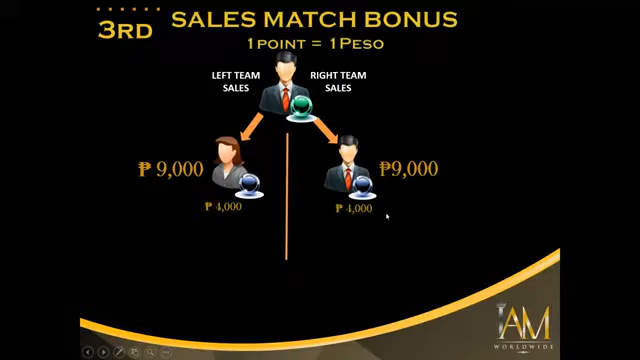 3RD
SALES MATCH BONUS
1 POINT = 1 PESO
LEFT TEAM
SALES
RIGHT TEAM
SALES
₱ 9,000
₱9,000
₱ 4,000
₱ 4,000
IAM
WORLDWIDE